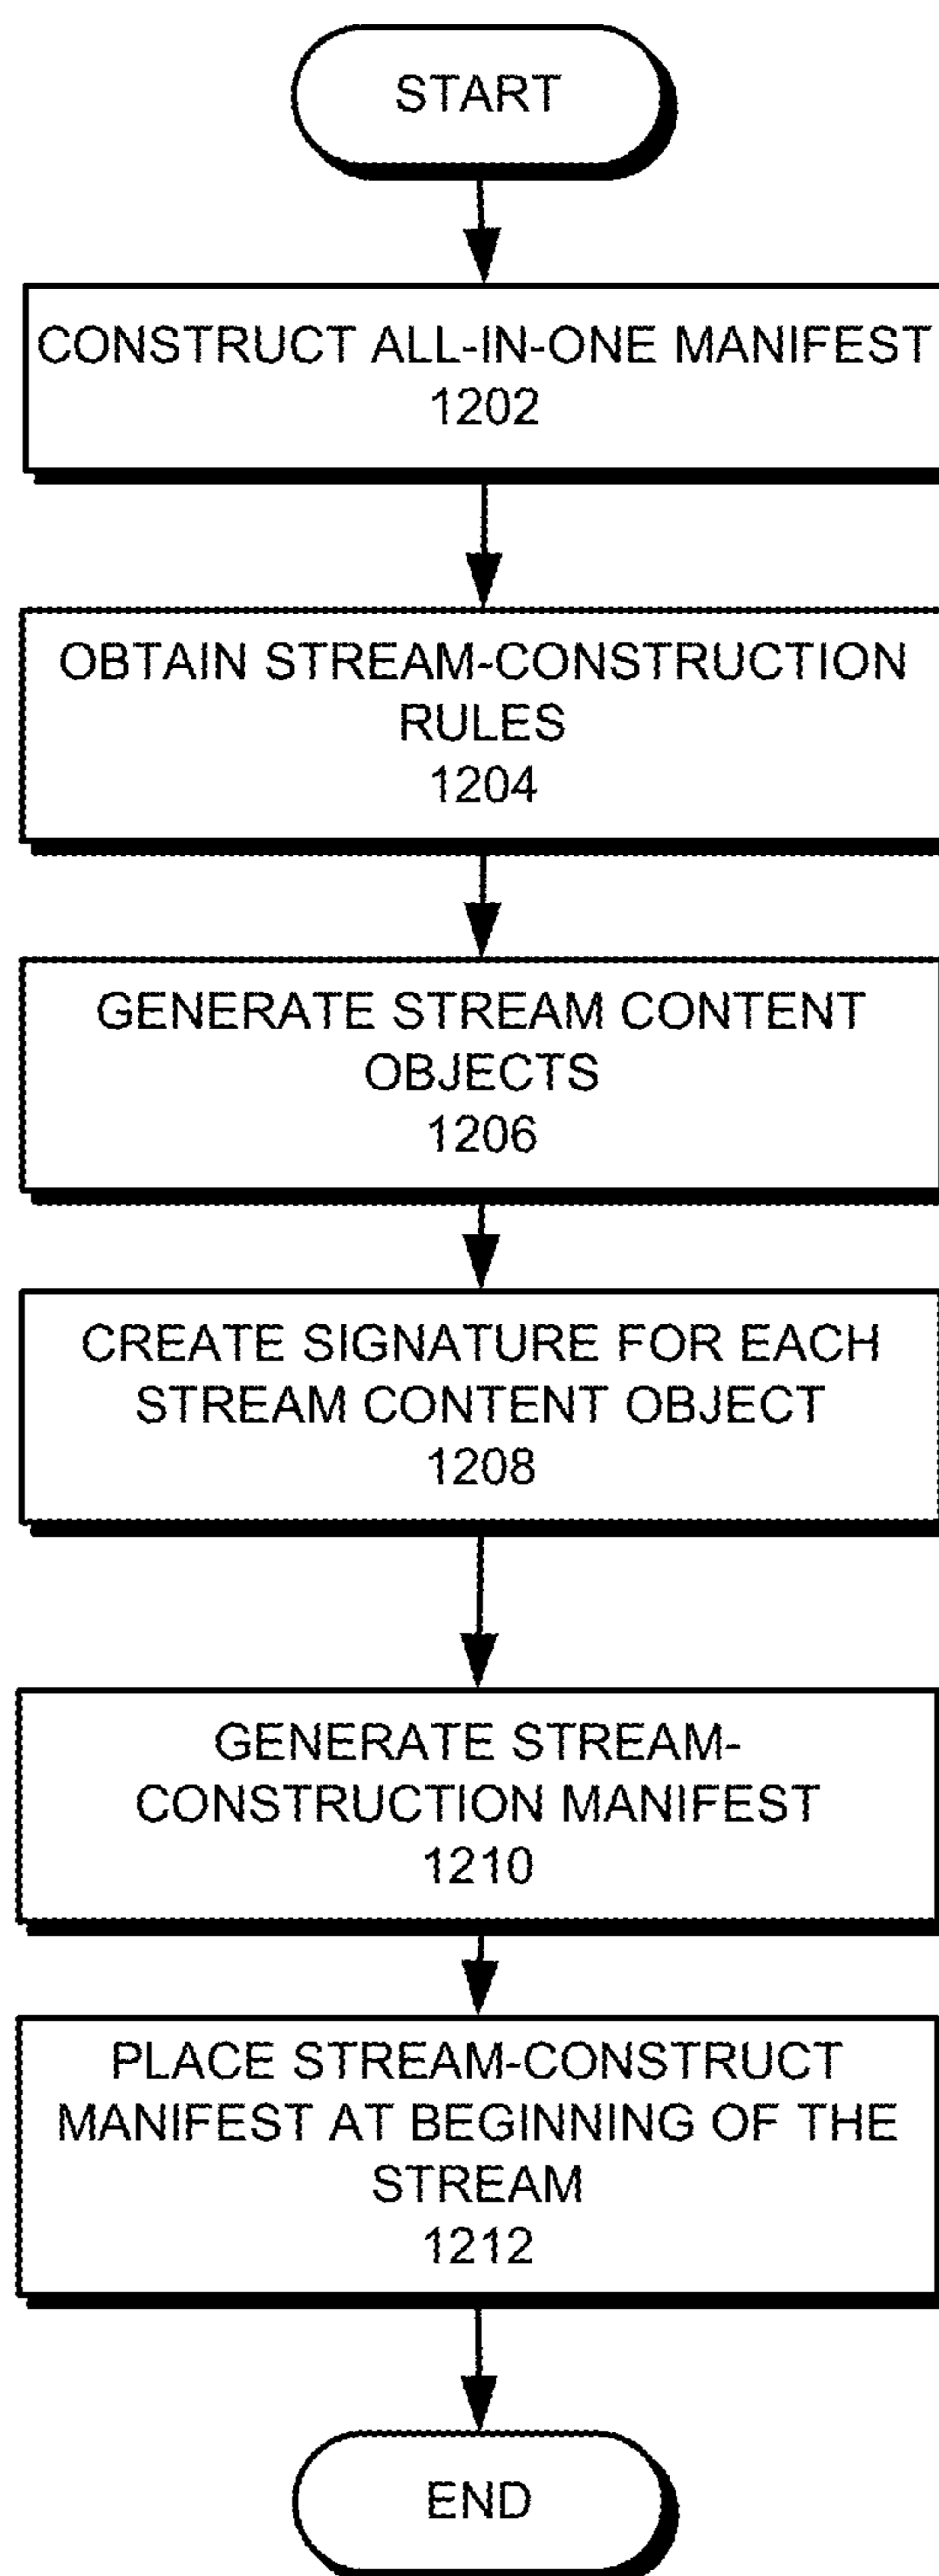 START
CONSTRUCT ALL-IN-ONE MANIFEST
1202
OBTAIN STREAM-CONSTRUCTION
RULES
1204
GENERATE STREAM CONTENT
OBJECTS
1206
CREATE SIGNATURE FOR EACH
STREAM CONTENT OBJECT
1208
GENERATE STREAM-
CONSTRUCTION MANIFEST
1210
PLACE STREAM-CONSTRUCT
MANIFEST AT BEGINNING OF THE
STREAM
1212
END